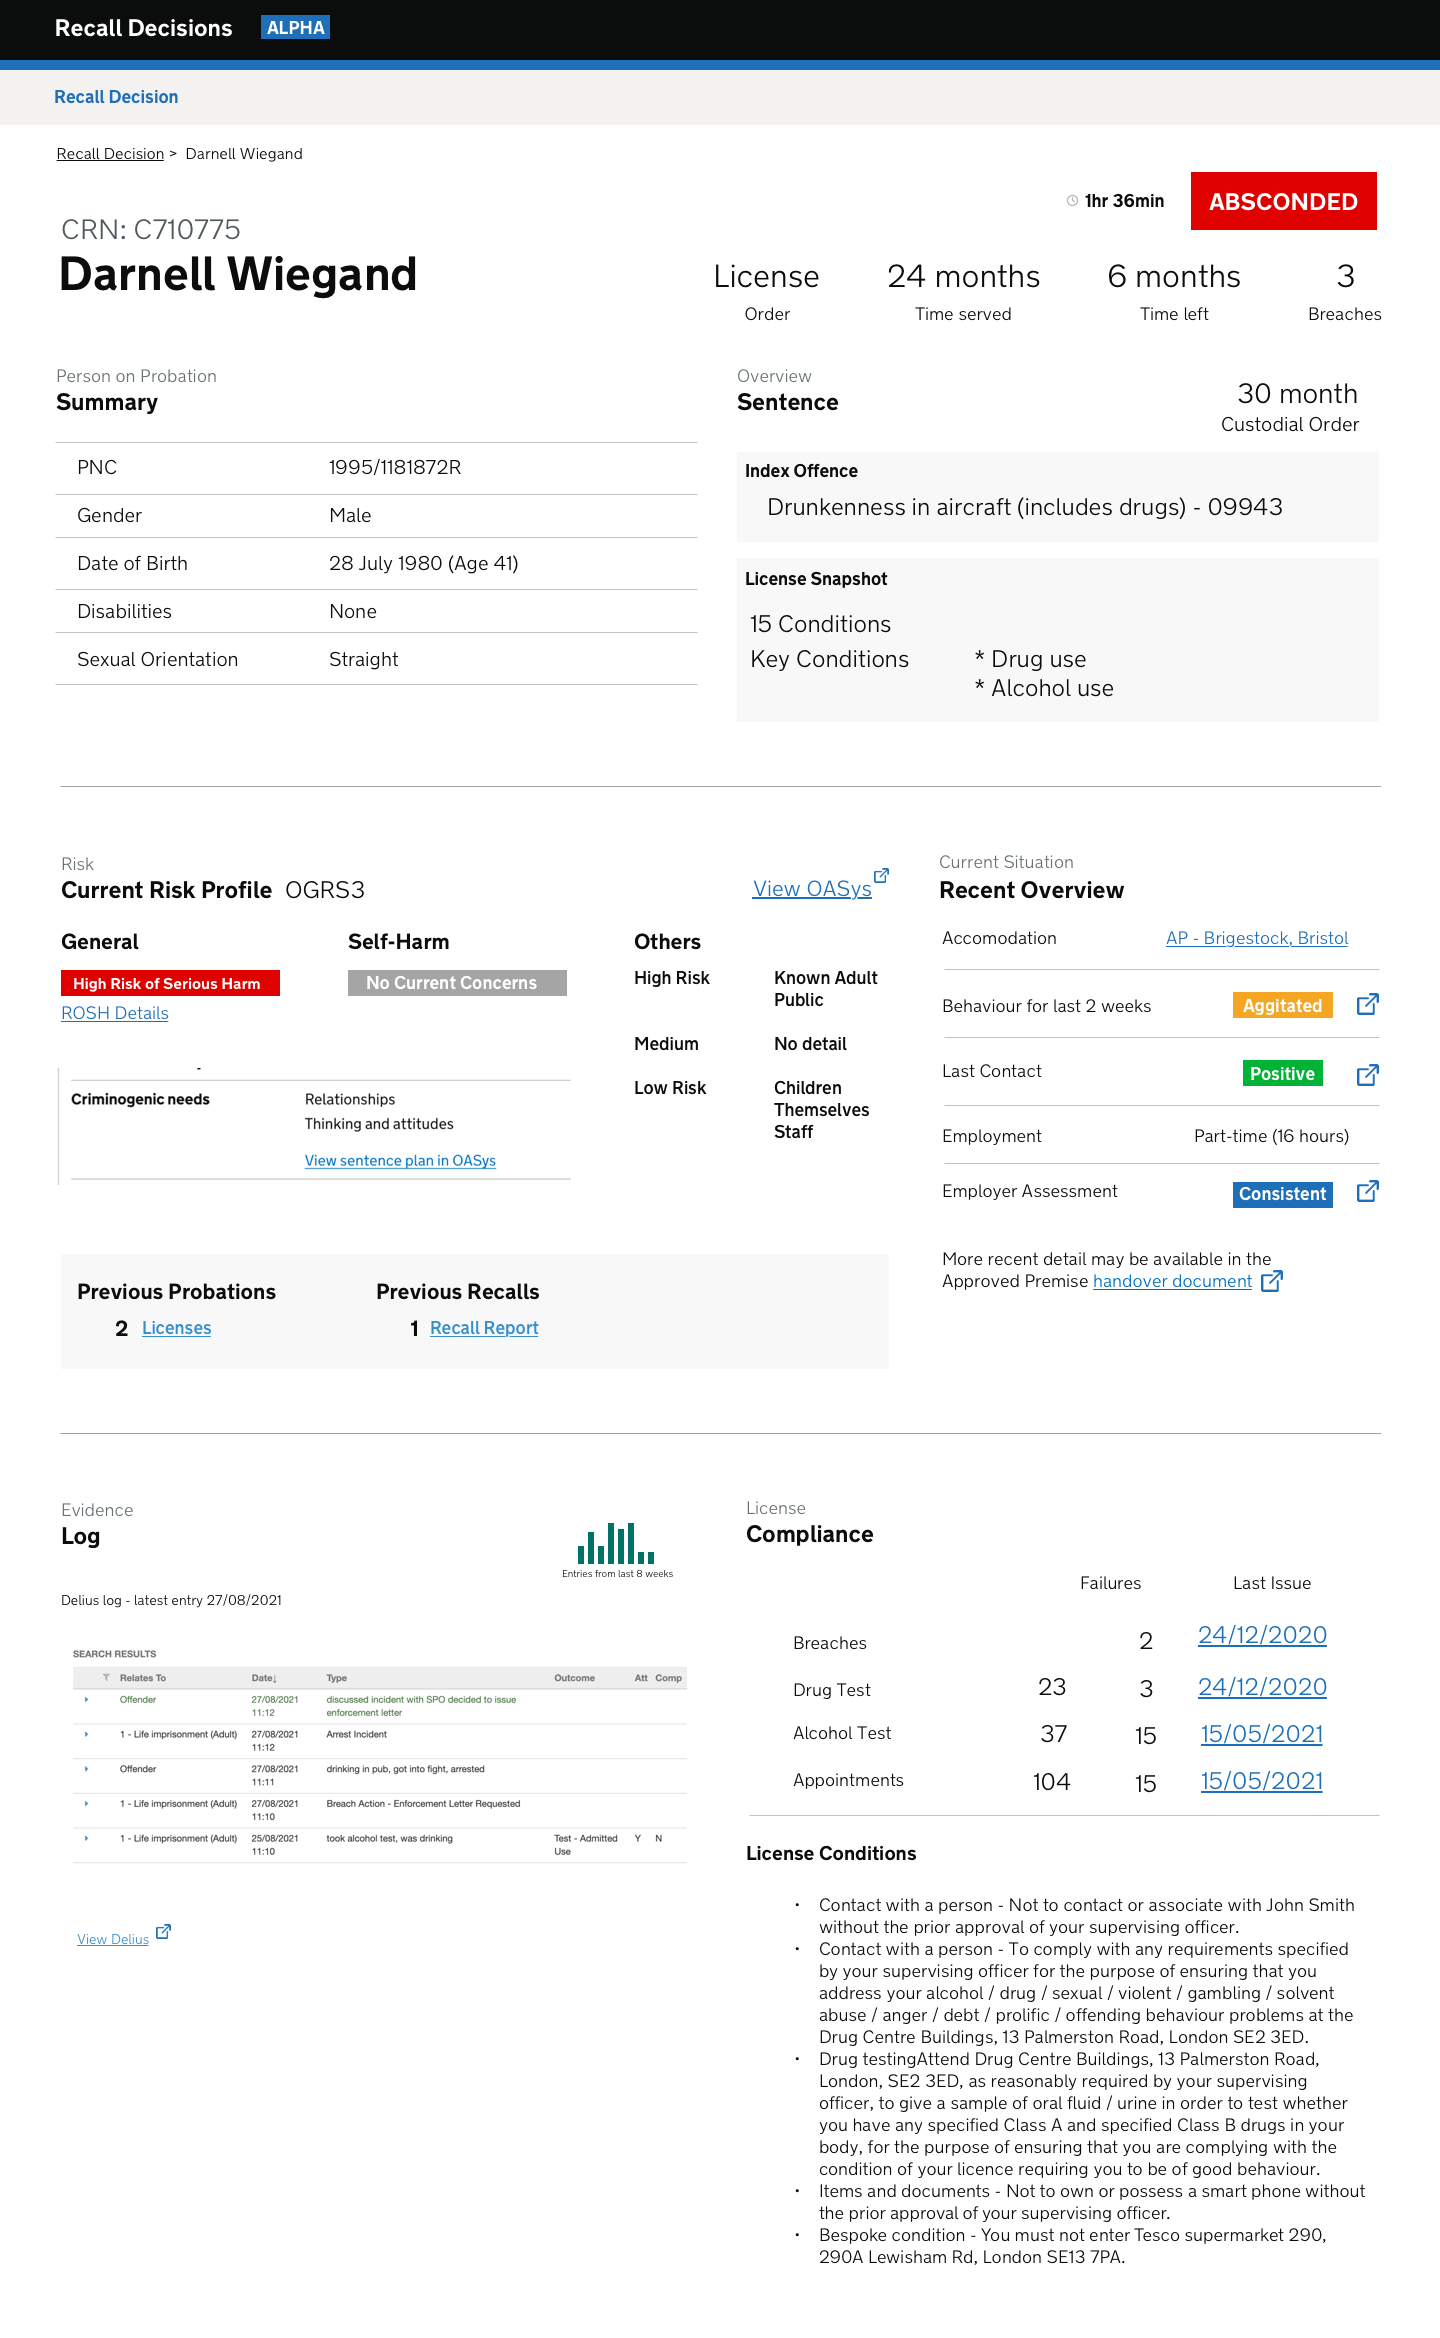 Recall Decisions ALPHA
Recall Decision
Recall Decision > Darnell Wiegand
1hr 36min ABSCONDED
CRN: C710775
Darnell Wiegand
License 24 months 6 months 3
Order Time served Time left Breaches
Person on Probation
Summary
PNC 1995/1181872R
Gender Male
Date of Birth 28 July 1980 (Age 41)
Disabilities None
Sexual Orientation Straight
Overview
Sentence
30 month
Custodial Order
Index Offence
Drunkenness in aircraft (includes drugs) - 09943
License Snapshot
15 Conditions
Key Conditions * Drug use
* Alcohol use
Risk
Current Risk Profile OGRS3 View OASys
General Self-Harm Others
High Risk of Serious Harm No Current Concerns
ROSH Details
High Risk Known Adult
Public
Medium No detail
Low Risk Children
Themselves
Staff
Criminogenic needs Relationships
Thinking and attitudes
View sentence plan in OASys
Current Situation
Recent Overview
Accomodation AP - Brigestock, Bristol
Behaviour for last 2 weeks Aggitated
Last Contact Positive
Employment Part-time (16 hours)
Employer Assessment Consistent
More recent detail may be available in the
Approved Premise handover document
Previous Probations Previous Recalls
2 Licenses 1 Recall Report
Evidence
Log
Entries from last 8 weeks
Delius log - latest entry 27/08/2021
SEARCH RESULTS
Relates To Date↓ Type Outcome Att Comp
Offender 27/08/2021 discussed incident with SPO decided to issue
11:12 enforcement letter
1 - Life imprisonment (Adult) 27/08/2021 Arrest Incident
11:12
Offender 27/08/2021 drinking in pub, got into fight, arrested
11:11
1 - Life imprisonment (Adult) 27/08/2021 Breach Action - Enforcement Letter Requested
11:10
1 - Life imprisonment (Adult) 25/08/2021 took alcohol test, was drinking Test - Admitted Y N
11:10 Use
View Delius
License
Compliance
Failures Last Issue
Breaches 2 24/12/2020
Drug Test 23 3 24/12/2020
Alcohol Test 37 15 15/05/2021
Appointments 104 15 15/05/2021
License Conditions
• Contact with a person - Not to contact or associate with John Smith
without the prior approval of your supervising officer.
• Contact with a person - To comply with any requirements specified
by your supervising officer for the purpose of ensuring that you
address your alcohol / drug / sexual / violent / gambling / solvent
abuse / anger / debt / prolific / offending behaviour problems at the
Drug Centre Buildings, 13 Palmerston Road, London SE2 3ED.
• Drug testingAttend Drug Centre Buildings, 13 Palmerston Road,
London, SE2 3ED, as reasonably required by your supervising
officer, to give a sample of oral fluid / urine in order to test whether
you have any specified Class A and specified Class B drugs in your
body, for the purpose of ensuring that you are complying with the
condition of your licence requiring you to be of good behaviour.
• Items and documents - Not to own or possess a smart phone without
the prior approval of your supervising officer.
• Bespoke condition - You must not enter Tesco supermarket 290,
290A Lewisham Rd, London SE13 7PA.